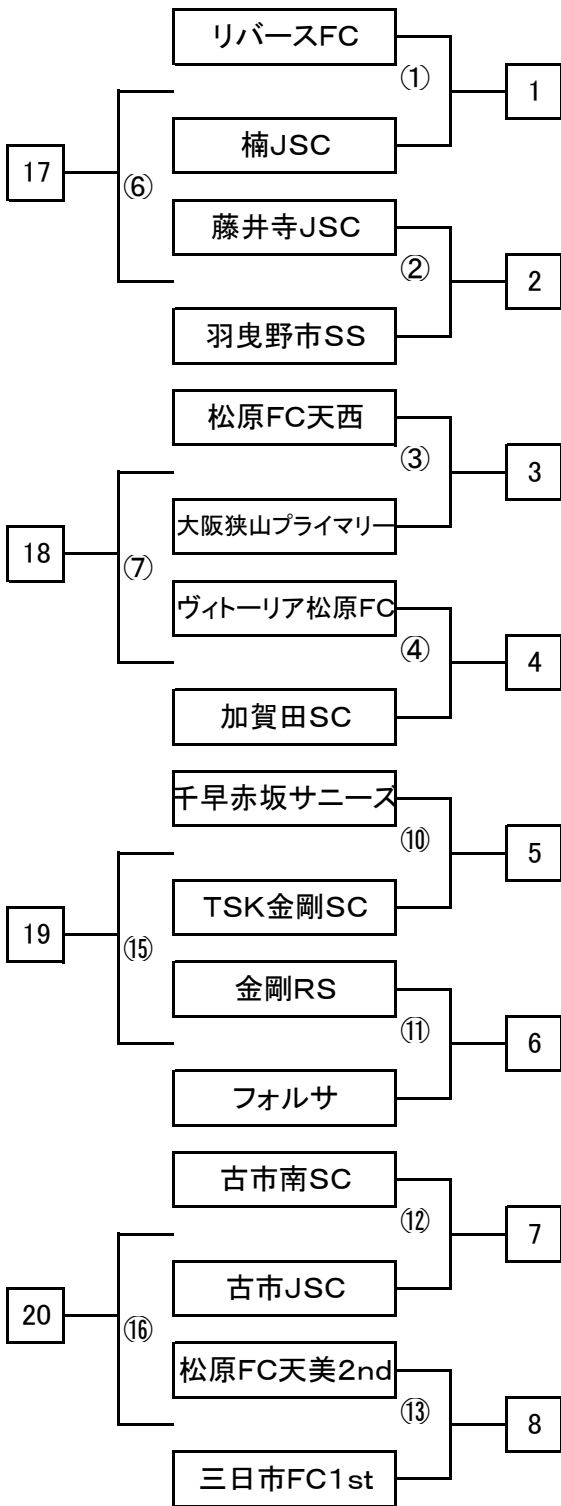 リバースFC
①
1
楠JSC
17
⑥
藤井寺JSC
②
2
羽曳野市SS
松原FC天西
③
3
大阪狭山プライマリー
18
⑦
ヴィトーリア松原FC
④
4
加賀田SC
千早赤坂サニーズ
⑩
5
TSK金剛SC
19
⑮
金剛RS
⑪
6
フォルサ
古市南SC
⑫
7
古市JSC
20
⑯
松原FC天美2nd
⑬
8
三日市FC1st